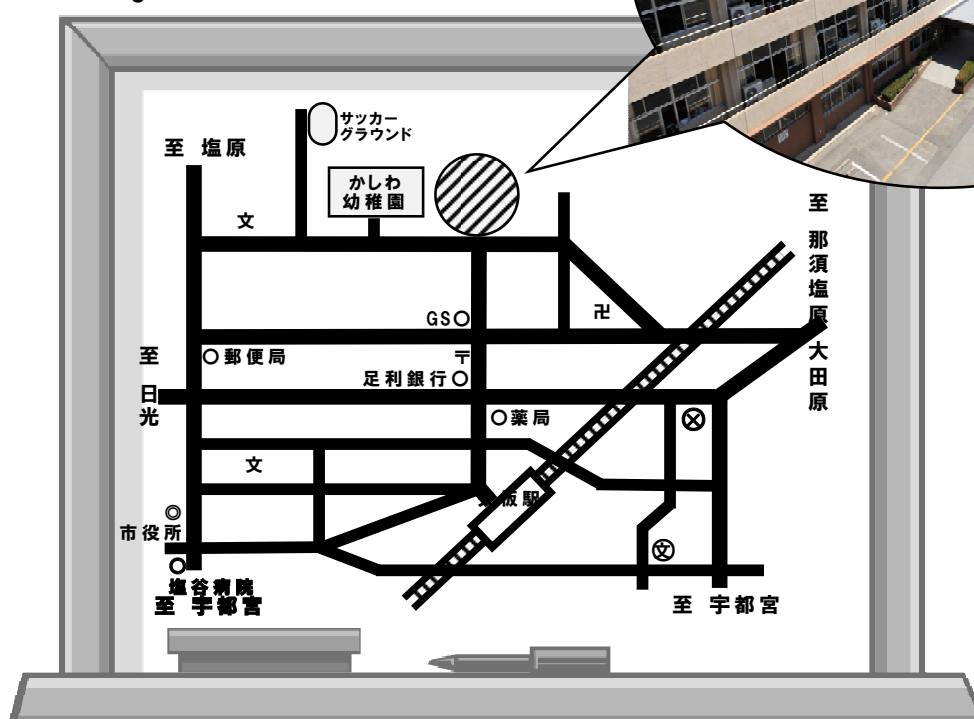 サッカー
グラウンド
至 塩原
かしわ
幼稚園
文
至 那須塩原
大田原
GS
卍
至 日光
郵便局
〒
足利銀行
薬局
文
阪駅
◎
市役所
塩谷病院
至 宇都宮
文
至 宇都宮